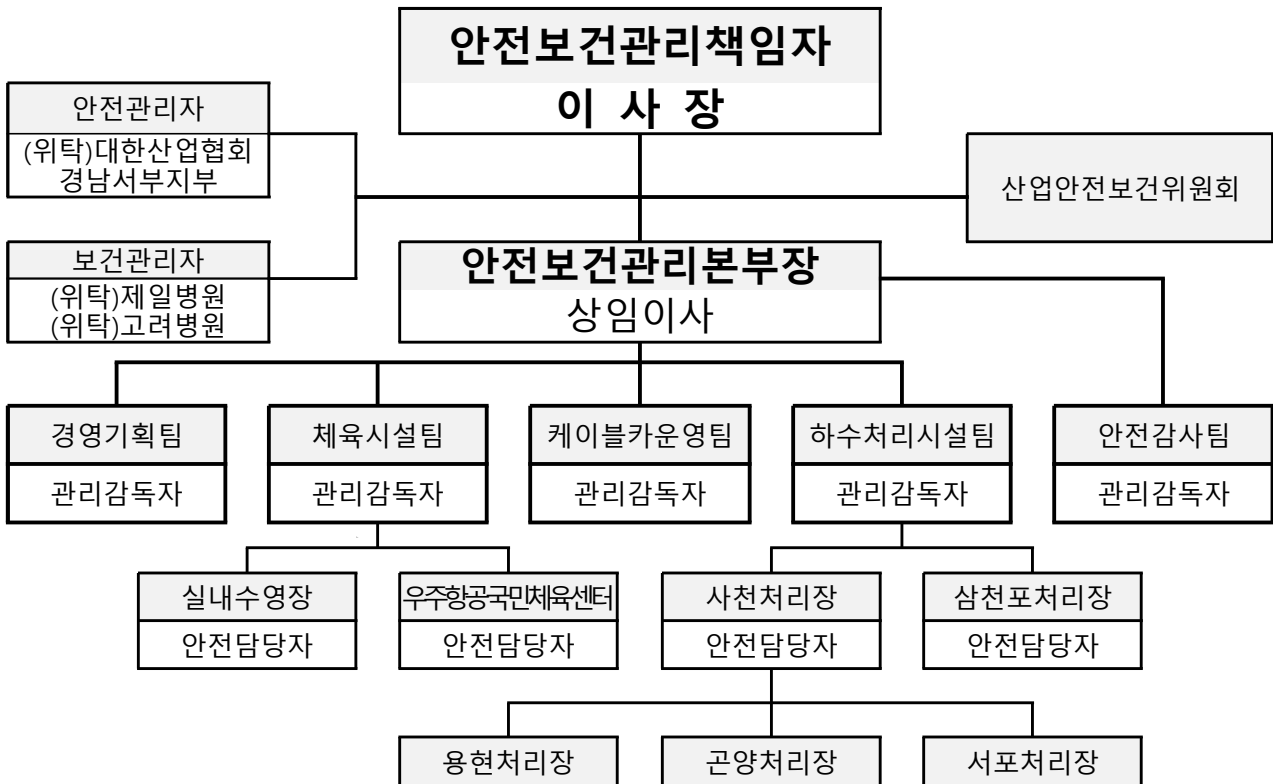 안전보건관리책임자
이 사 장
안전관리자
(위탁)대한산업협회
경남서부지부
산업안전보건위원회
보건관리자
(위탁)제일병원
(위탁)고려병원
안전보건관리본부장
상임이사
경영기획팀
관리감독자
체육시설팀
관리감독자
케이블카운영팀
관리감독자
하수처리시설팀
관리감독자
안전감사팀
관리감독자
실내수영장
안전담당자
우주항공국민체육센터
안전담당자
사천처리장
안전담당자
삼천포처리장
안전담당자
용현처리장
곤양처리장
서포처리장